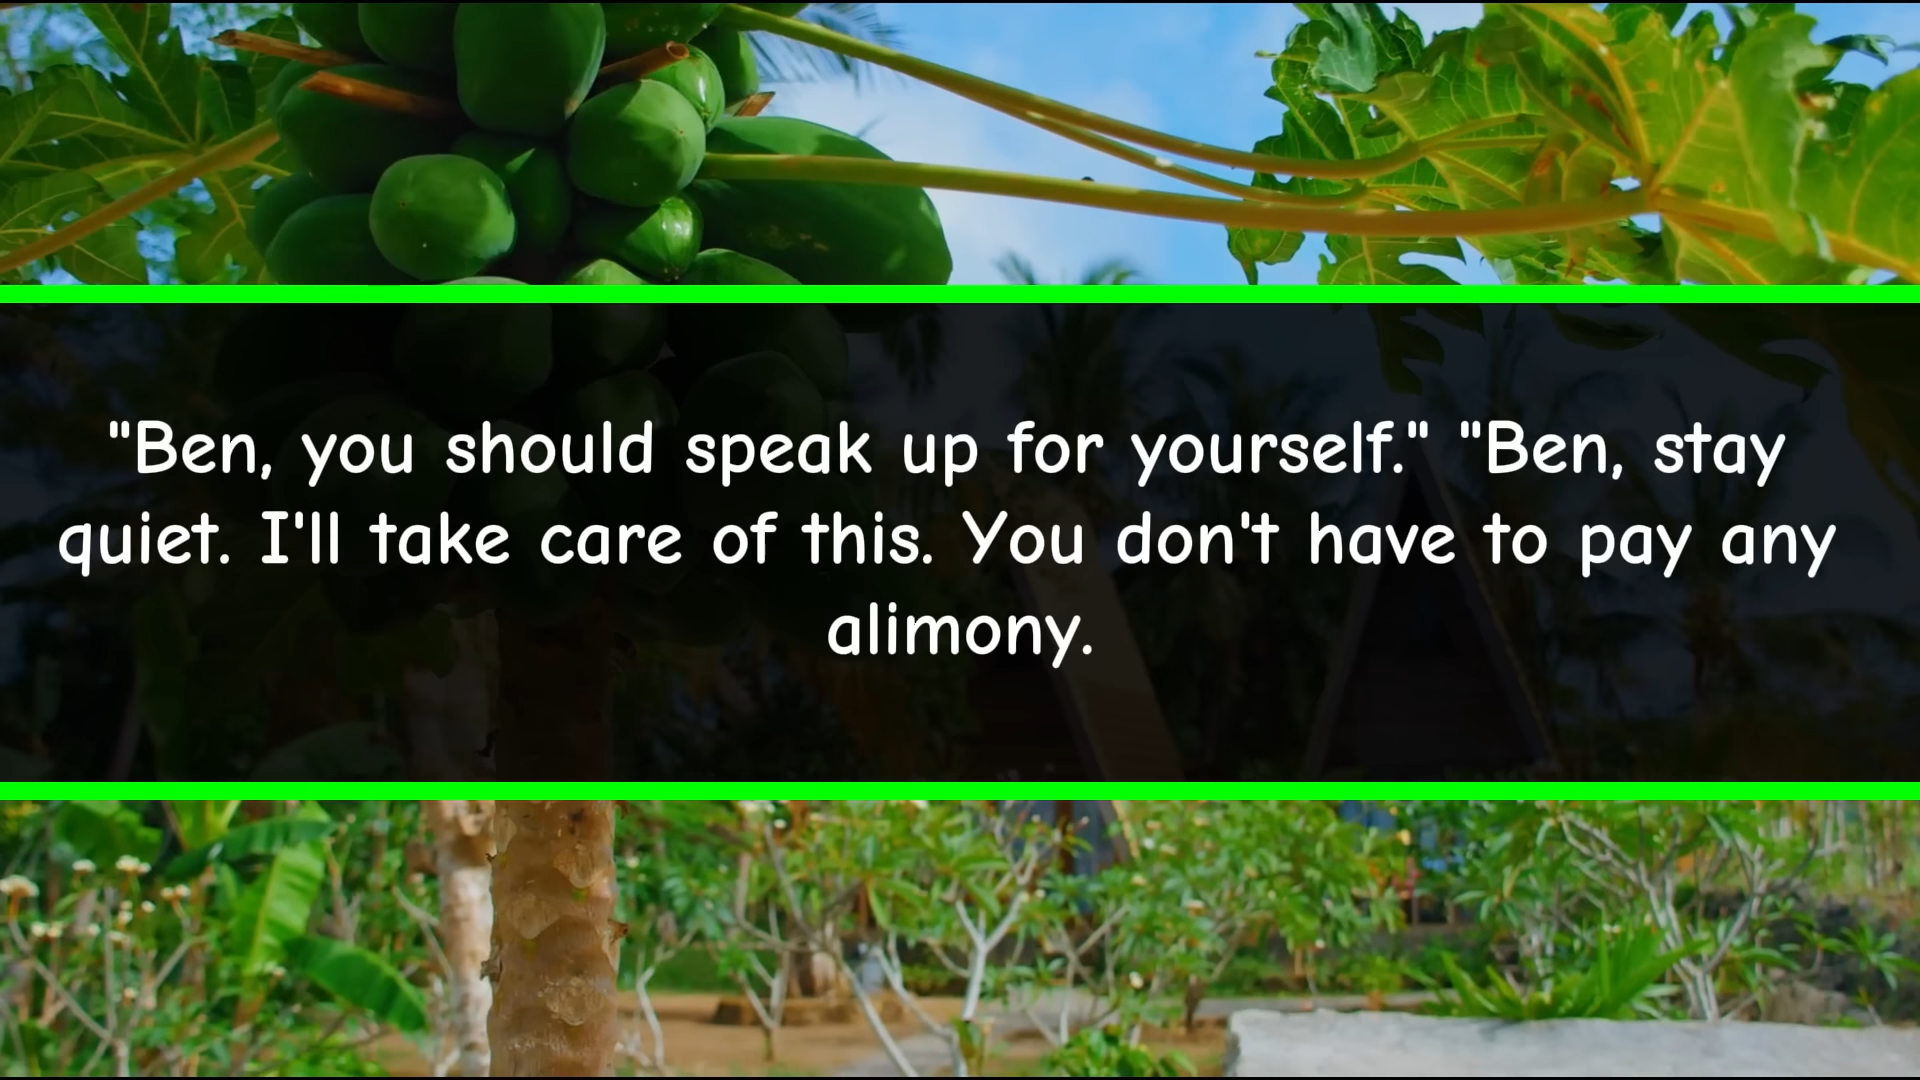 "Ben, you should speak up for yourself." "Ben, stay
quiet. I'll take care of this. You don't have to pay any
alimony.